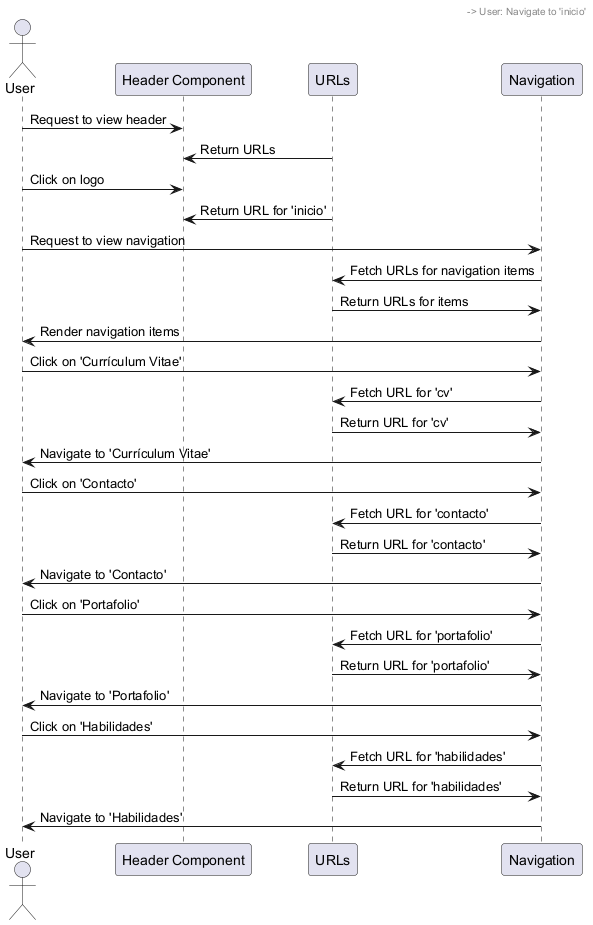 -> User: Navigate to 'inicio'
User
Header Component
URLs
Navigation
Request to view header
Return URLs
Click on logo
Return URL for 'inicio'
Request to view navigation
Fetch URLs for navigation items
Return URLs for items
Render navigation items
Click on 'Currículum Vitae'
Fetch URL for 'cv'
Return URL for 'cv'
Navigate to 'Currículum Vitae'
Click on 'Contacto'
Fetch URL for 'contacto'
Return URL for 'contacto'
Navigate to 'Contacto'
Click on 'Portafolio'
Fetch URL for 'portafolio'
Return URL for 'portafolio'
Navigate to 'Portafolio'
Click on 'Habilidades'
Fetch URL for 'habilidades'
Return URL for 'habilidades'
Navigate to 'Habilidades'
User
Header Component
URLs
Navigation